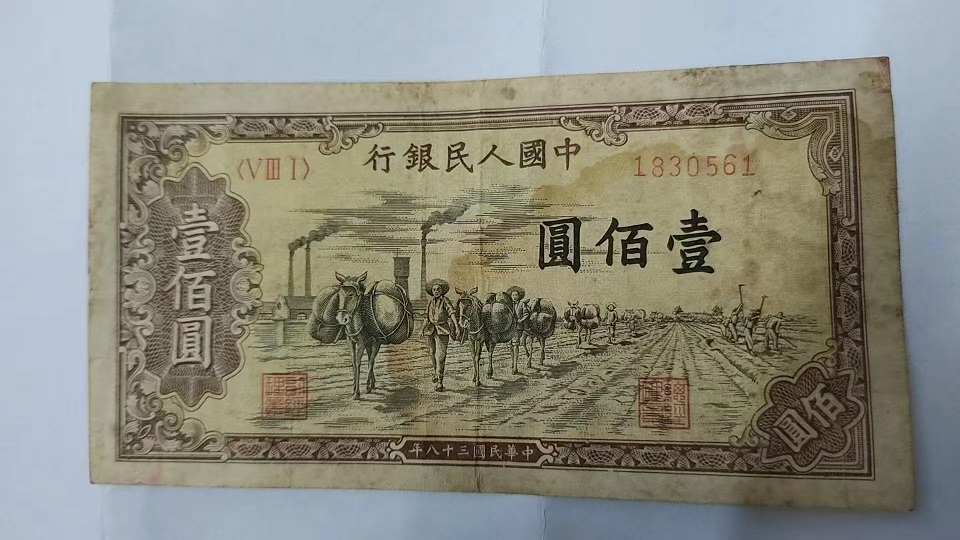 中國人民銀行
〈VIII I〉
1830561
壹佰圓
壹佰圓
佰圓
中華民國三十八年